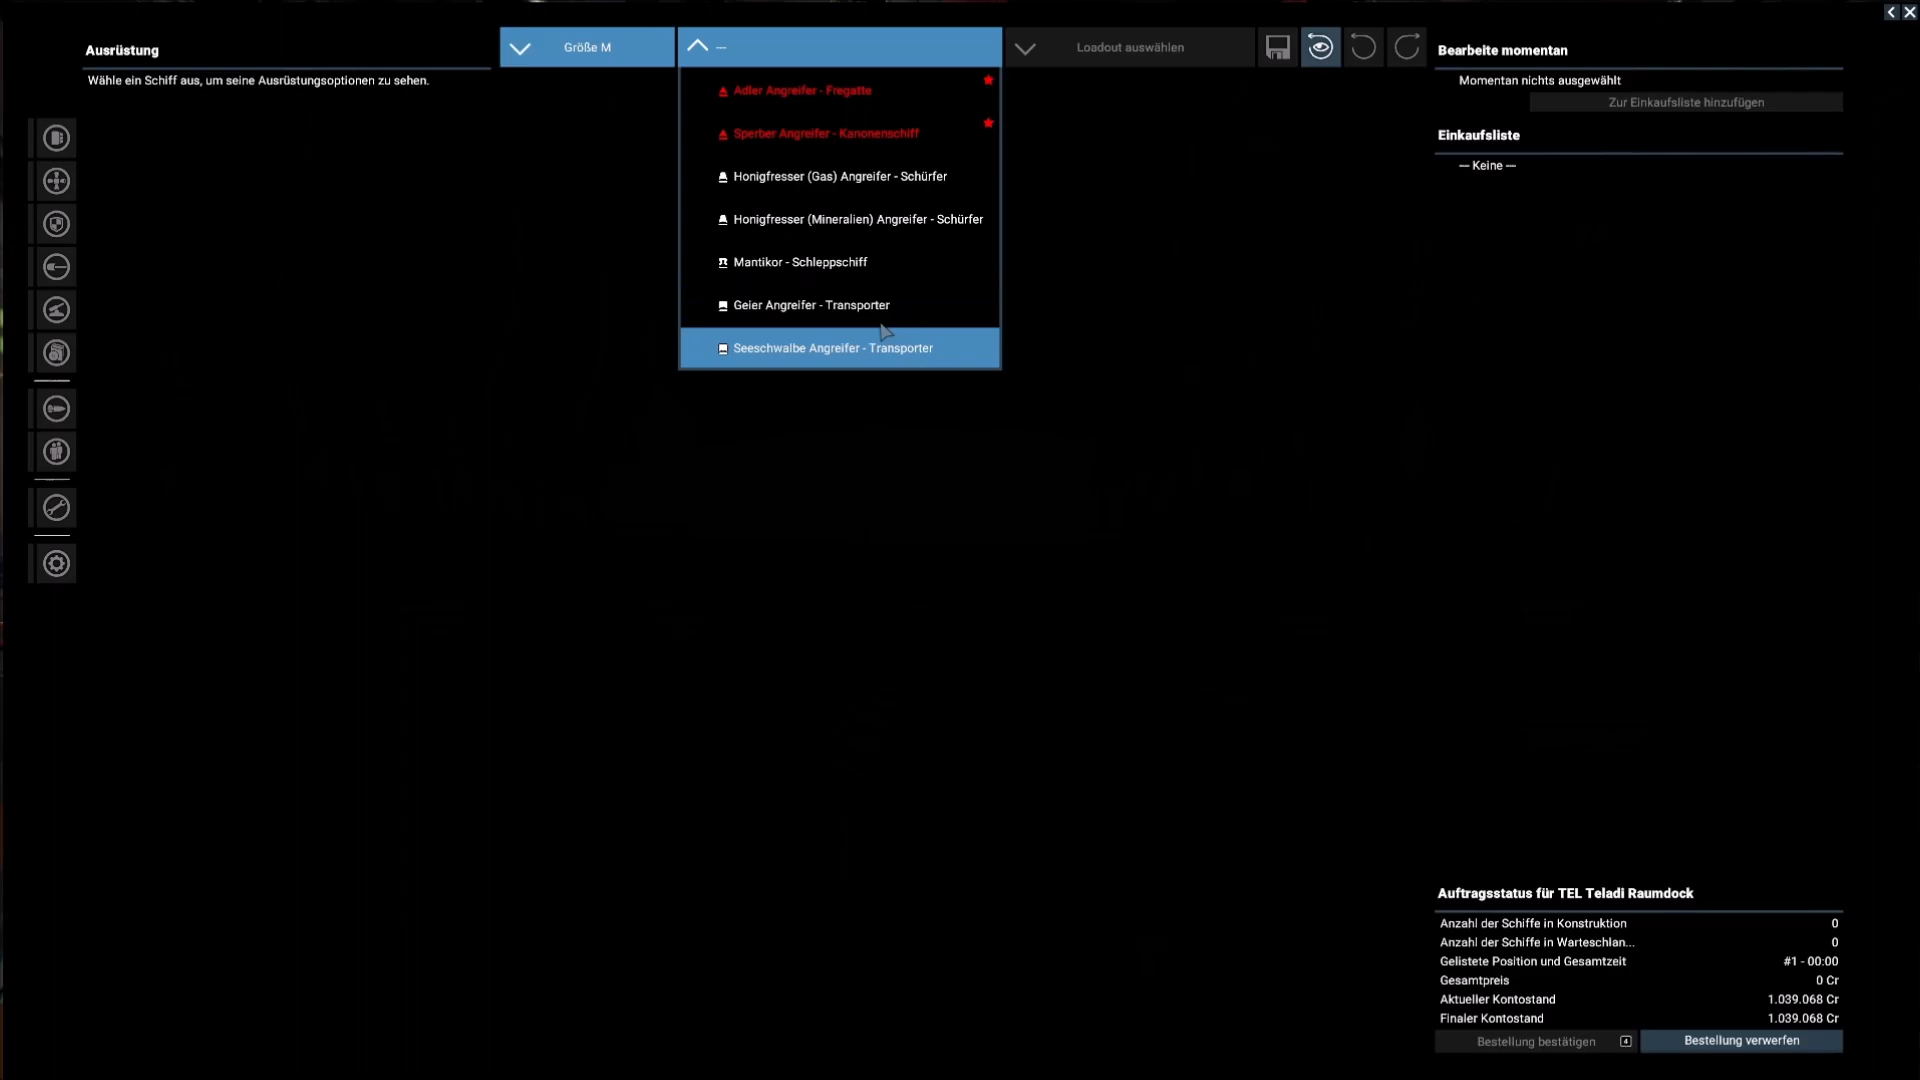 Ausrüstung
Wähle ein Schiff aus, um seine Ausrüstungsoptionen zu sehen.
Größe M
---
Loadout auswählen
Adler Angreifer - Fregatte
Sperber Angreifer - Kanonenschiff
Honigfresser (Gas) Angreifer - Schürfer
Honigfresser (Mineralien) Angreifer - Schürfer
Mantikor - Schleppschiff
Geier Angreifer - Transporter
Seeschwalbe Angreifer - Transporter
Bearbeite momentan
Momentan nichts ausgewählt
Zur Einkaufsliste hinzufügen
Einkaufsliste
--- Keine ---
Auftragsstatus für TEL Teladi Raumdock
Anzahl der Schiffe in Konstruktion 0
Anzahl der Schiffe in Warteschlan... 0
Gelistete Position und Gesamtzeit #1 - 00:00
Gesamtpreis 0 Cr
Aktueller Kontostand 1.039.068 Cr
Finaler Kontostand 1.039.068 Cr
Bestellung bestätigen 4
Bestellung verwerfen